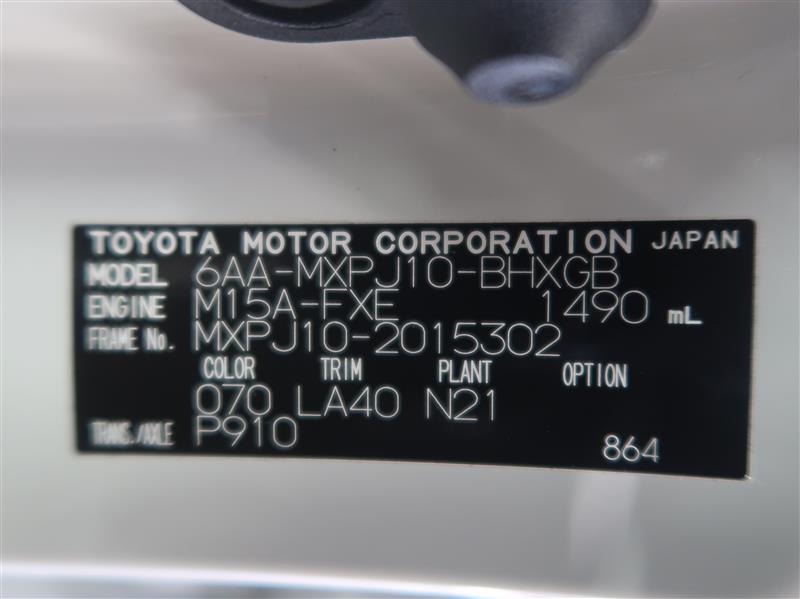 TOYOTA MOTOR CORPORATION JAPAN
MODEL 6AA-MXPJ10-BHXGB
ENGINE M15A-FXE 1490 mL
FRAME No. MXPJ10-2015302
COLOR TRIM PLANT OPTION
070 LA40 N21
TRANS./AXLE P910
864